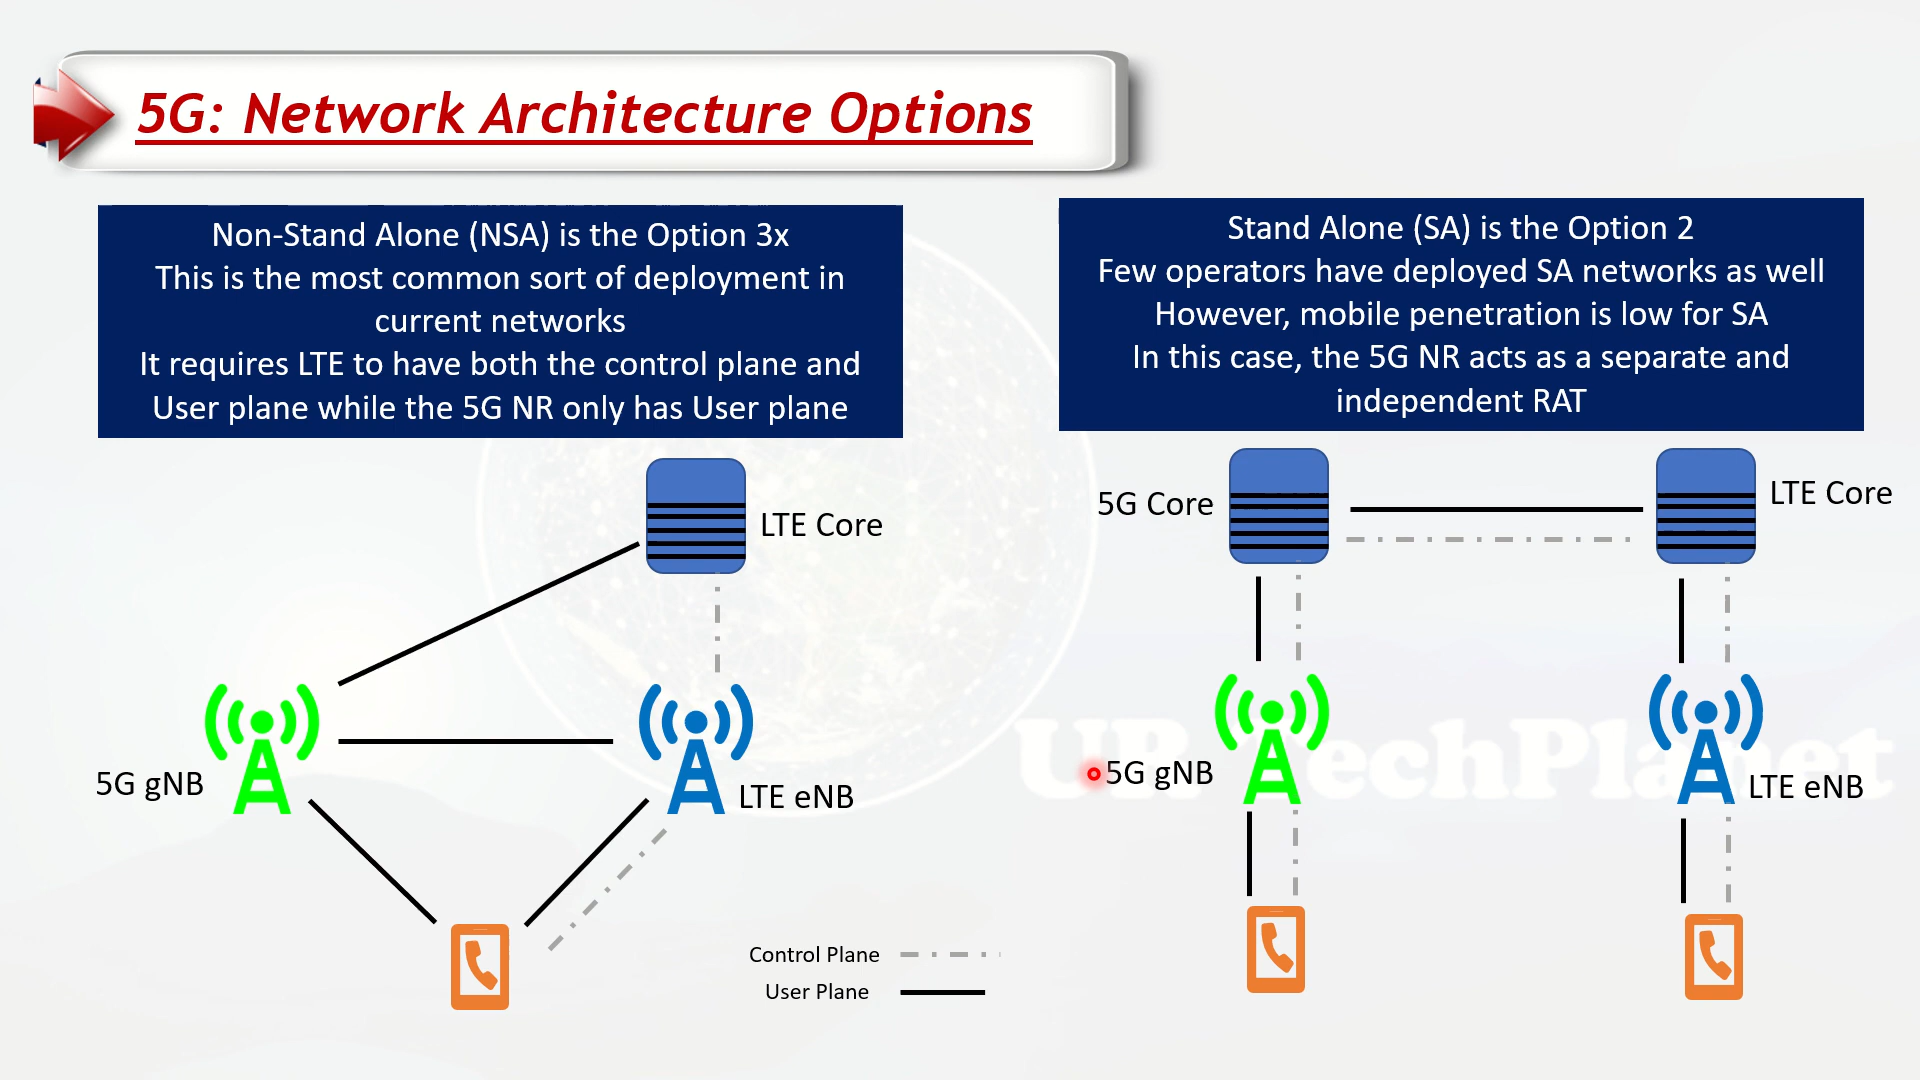 5G: Network Architecture Options
Non-Stand Alone (NSA) is the Option 3x
This is the most common sort of deployment in
current networks
It requires LTE to have both the control plane and
User plane while the 5G NR only has User plane
Stand Alone (SA) is the Option 2
Few operators have deployed SA networks as well
However, mobile penetration is low for SA
In this case, the 5G NR acts as a separate and
independent RAT
LTE Core
5G gNB
LTE eNB
Control Plane
User Plane
5G Core
LTE Core
5G gNB
LTE eNB